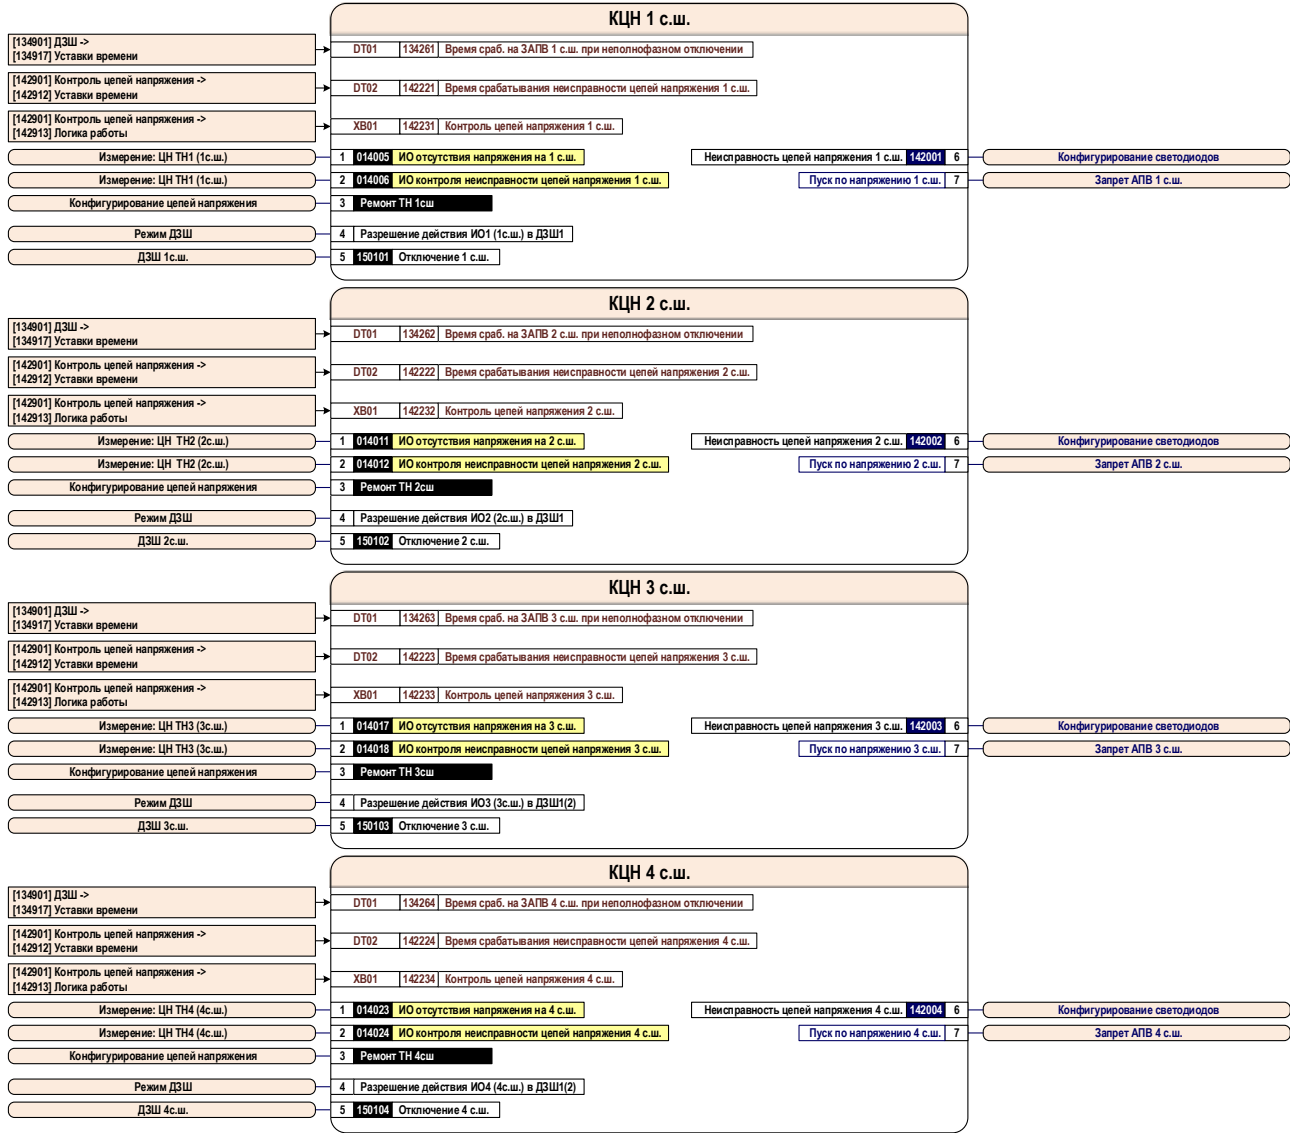 КЦН 1 с.ш.
[134901] ДЗШ ->
[134917] Уставки времени
DT01 134261 Время сраб. на ЗАПВ 1 с.ш. при неполнофазном отключении
[142901] Контроль цепей напряжения ->
[142912] Уставки времени
DT02 142221 Время срабатывания неисправности цепей напряжения 1 с.ш.
[142901] Контроль цепей напряжения ->
[142913] Логика работы
XB01 142231 Контроль цепей напряжения 1 с.ш.
Измерение: ЦН ТН1 (1с.ш.) 1 014005 ИО отсутствия напряжения на 1 с.ш. Неисправность цепей напряжения 1 с.ш. 142001 6 Конфигурирование светодиодов
Измерение: ЦН ТН1 (1с.ш.) 2 014006 ИО контроля неисправности цепей напряжения 1 с.ш. Пуск по напряжению 1 с.ш. 7 Запрет АПВ 1 с.ш.
Конфигурирование цепей напряжения 3 Ремонт ТН 1сш
Режим ДЗШ 4 Разрешение действия ИО1 (1с.ш.) в ДЗШ1
ДЗШ 1с.ш. 5 150101 Отключение 1 с.ш.
КЦН 2 с.ш.
[134901] ДЗШ ->
[134917] Уставки времени
DT01 134262 Время сраб. на ЗАПВ 2 с.ш. при неполнофазном отключении
[142901] Контроль цепей напряжения ->
[142912] Уставки времени
DT02 142222 Время срабатывания неисправности цепей напряжения 2 с.ш.
[142901] Контроль цепей напряжения ->
[142913] Логика работы
XB01 142232 Контроль цепей напряжения 2 с.ш.
Измерение: ЦН ТН2 (2с.ш.) 1 014011 ИО отсутствия напряжения на 2 с.ш. Неисправность цепей напряжения 2 с.ш. 142002 6 Конфигурирование светодиодов
Измерение: ЦН ТН2 (2с.ш.) 2 014012 ИО контроля неисправности цепей напряжения 2 с.ш. Пуск по напряжению 2 с.ш. 7 Запрет АПВ 2 с.ш.
Конфигурирование цепей напряжения 3 Ремонт ТН 2сш
Режим ДЗШ 4 Разрешение действия ИО2 (2с.ш.) в ДЗШ1
ДЗШ 2с.ш. 5 150102 Отключение 2 с.ш.
КЦН 3 с.ш.
[134901] ДЗШ ->
[134917] Уставки времени
DT01 134263 Время сраб. на ЗАПВ 3 с.ш. при неполнофазном отключении
[142901] Контроль цепей напряжения ->
[142912] Уставки времени
DT02 142223 Время срабатывания неисправности цепей напряжения 3 с.ш.
[142901] Контроль цепей напряжения ->
[142913] Логика работы
XB01 142233 Контроль цепей напряжения 3 с.ш.
Измерение: ЦН ТН3 (3с.ш.) 1 014017 ИО отсутствия напряжения на 3 с.ш. Неисправность цепей напряжения 3 с.ш. 142003 6 Конфигурирование светодиодов
Измерение: ЦН ТН3 (3с.ш.) 2 014018 ИО контроля неисправности цепей напряжения 3 с.ш. Пуск по напряжению 3 с.ш. 7 Запрет АПВ 3 с.ш.
Конфигурирование цепей напряжения 3 Ремонт ТН 3сш
Режим ДЗШ 4 Разрешение действия ИО3 (3с.ш.) в ДЗШ1(2)
ДЗШ 3с.ш. 5 150103 Отключение 3 с.ш.
КЦН 4 с.ш.
[134901] ДЗШ ->
[134917] Уставки времени
DT01 134264 Время сраб. на ЗАПВ 4 с.ш. при неполнофазном отключении
[142901] Контроль цепей напряжения ->
[142912] Уставки времени
DT02 142224 Время срабатывания неисправности цепей напряжения 4 с.ш.
[142901] Контроль цепей напряжения ->
[142913] Логика работы
XB01 142234 Контроль цепей напряжения 4 с.ш.
Измерение: ЦН ТН4 (4с.ш.) 1 014023 ИО отсутствия напряжения на 4 с.ш. Неисправность цепей напряжения 4 с.ш. 142004 6 Конфигурирование светодиодов
Измерение: ЦН ТН4 (4с.ш.) 2 014024 ИО контроля неисправности цепей напряжения 4 с.ш. Пуск по напряжению 4 с.ш. 7 Запрет АПВ 4 с.ш.
Конфигурирование цепей напряжения 3 Ремонт ТН 4сш
Режим ДЗШ 4 Разрешение действия ИО4 (4с.ш.) в ДЗШ1(2)
ДЗШ 4с.ш. 5 150104 Отключение 4 с.ш.